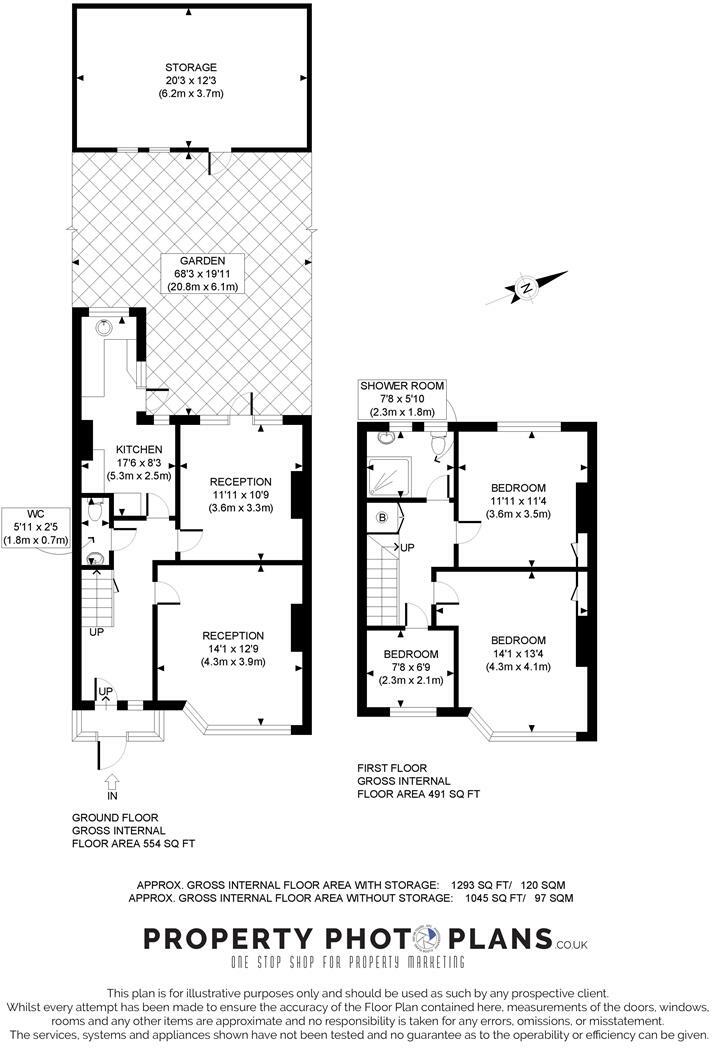 STORAGE
20'3 x 12'3
(6.2m x 3.7m)
GARDEN
68'3 x 19'11
(20.8m x 6.1m)
N
KITCHEN
17'6 x 8'3
(5.3m x 2.5m)
RECEPTION
11'11 x 10'9
(3.6m x 3.3m)
WC
5'11 x 2'5
(1.8m x 0.7m)
UP
RECEPTION
14'1 x 12'9
(4.3m x 3.9m)
UP
IN
GROUND FLOOR
GROSS INTERNAL
FLOOR AREA 554 SQ FT
SHOWER ROOM
7'8 x 5'10
(2.3m x 1.8m)
BEDROOM
11'11 x 11'4
(3.6m x 3.5m)
B
UP
BEDROOM
14'1 x 13'4
(4.3m x 4.1m)
BEDROOM
7'8 x 6'9
(2.3m x 2.1m)
FIRST FLOOR
GROSS INTERNAL
FLOOR AREA 491 SQ FT
APPROX. GROSS INTERNAL FLOOR AREA WITH STORAGE: 1293 SQ FT/ 120 SQM
APPROX. GROSS INTERNAL FLOOR AREA WITHOUT STORAGE: 1045 SQ FT/ 97 SQM
PROPERTY PHOTO PLANS.CO.UK
ONE STOP SHOP FOR PROPERTY MARKETING
This plan is for illustrative purposes only and should be used as such by any prospective client.
Whilst every attempt has been made to ensure the accuracy of the Floor Plan contained here, measurements of the doors, windows,
rooms and any other items are approximate and no responsibility is taken for any errors, omissions, or misstatement.
The services, systems and appliances shown have not been tested and no guarantee as to the operability or efficiency can be given.